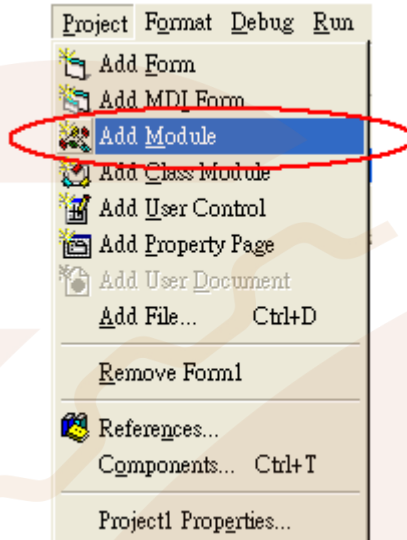 Project Format Debug Run
Add Form
Add MDI Form
Add Module
Add Class Module
Add User Control
Add Property Page
Add User Document
Add File... Ctrl+D
Remove Form1
References...
Components... Ctrl+T
Project1 Properties...